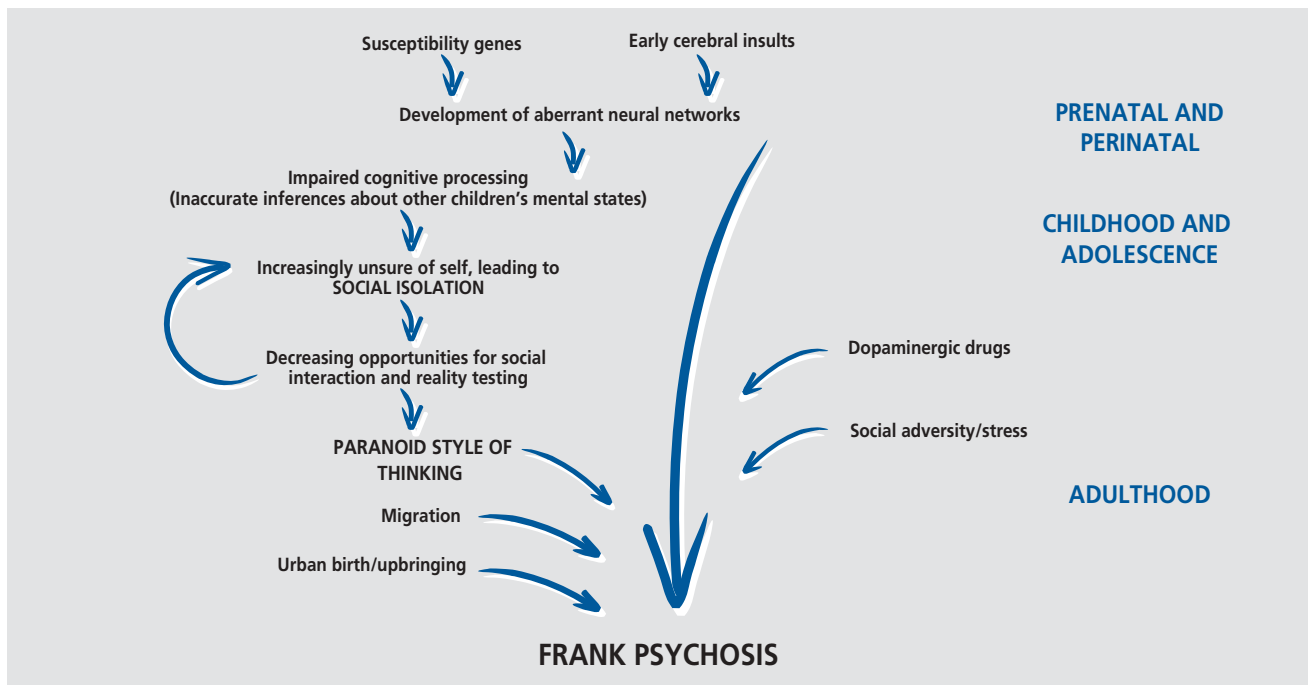 Susceptibility genes
Early cerebral insults
Development of aberrant neural networks
PRENATAL AND
PERINATAL
Impaired cognitive processing
(Inaccurate inferences about other children's mental states)
CHILDHOOD AND
ADOLESCENCE
Increasingly unsure of self, leading to
SOCIAL ISOLATION
Decreasing opportunities for social
interaction and reality testing
Dopaminergic drugs
Social adversity/stress
PARANOID STYLE OF
THINKING
ADULTHOOD
Migration
Urban birth/upbringing
FRANK PSYCHOSIS